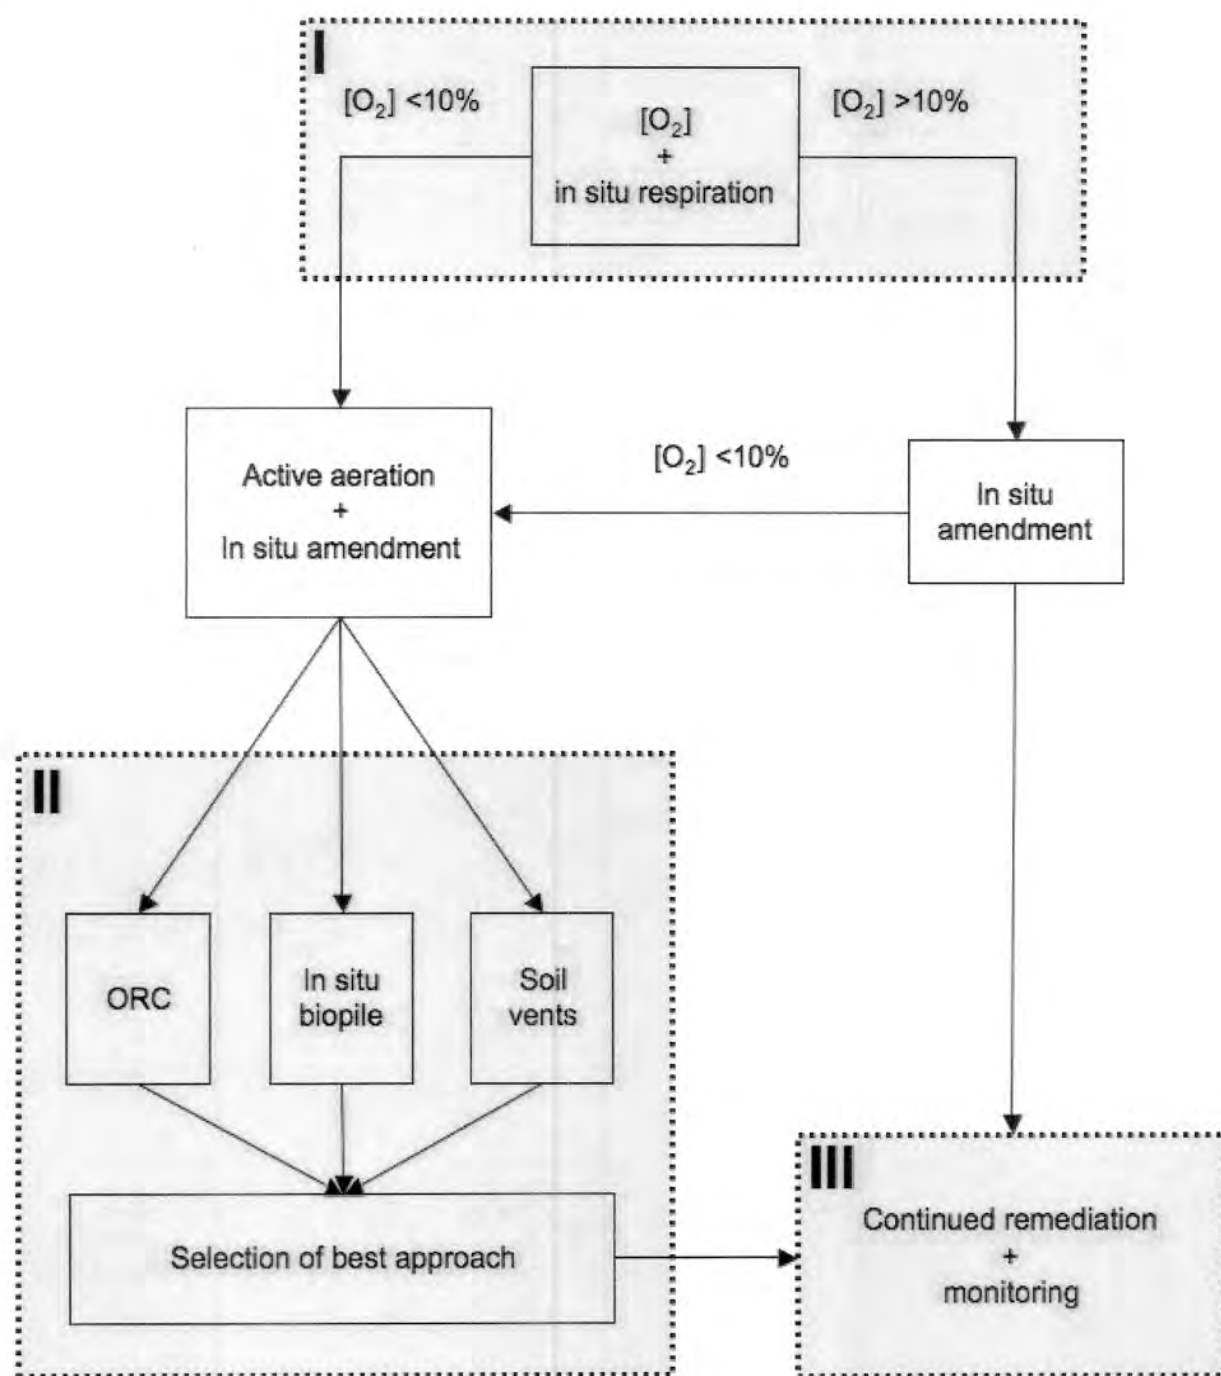 I
[O₂] <10%
[O₂] >10%
[O₂]
+
in situ respiration
Active aeration
+
In situ amendment
[O₂] <10%
In situ
amendment
II
ORC
In situ
biopile
Soil
vents
Selection of best approach
III
Continued remediation
+
monitoring